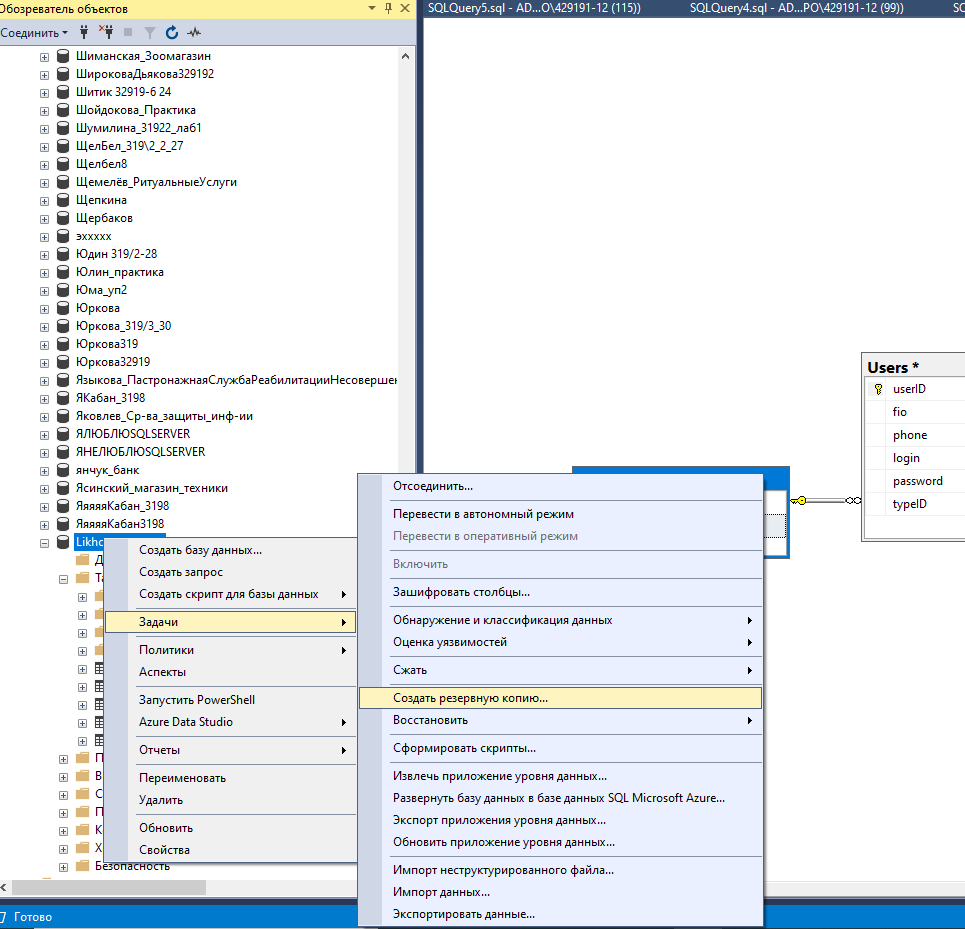 Обозреватель объектов
SQLQuery5.sql - AD...O\429191-12 (115))
SQLQuery4.sql - AD...PO\429191-12 (99))
Соединить
Шиманская_Зоомагазин
ШироковаДьякова329192
Шитик 32919-6 24
Шойдокова_Практика
Шумилина_31922_лаб1
ЩелБел_319\2_2_27
Щелбел8
Щемелёв_РитуальныеУслуги
Щепкина
Щербаков
эххххх
Юдин 319/2-28
Юлин_практика
Юма_уп2
Юркова
Юркова_319/3_30
Юркова319
Юркова32919
Языкова_ПастронажнаяСлужбаРеабилитацииНесовершен
ЯКабан_3198
Яковлев_Ср-ва_защиты_инф-ии
ЯЛЮБЛЮSQLSERVER
ЯНЕЛЮБЛЮSQLSERVER
янчук_банк
Ясинский_магазин_техники
ЯяяяяКабан_3198
ЯяяяяКабан3198
Likho
Безопасность
Создать базу данных...
Создать запрос
Создать скрипт для базы данных
Задачи
Политики
Аспекты
Запустить PowerShell
Azure Data Studio
Отчеты
Переименовать
Удалить
Обновить
Свойства
Отсоединить...
Перевести в автономный режим
Перевести в оперативный режим
Включить
Зашифровать столбцы...
Обнаружение и классификация данных
Оценка уязвимостей
Сжать
Создать резервную копию...
Восстановить
Сформировать скрипты...
Извлечь приложение уровня данных...
Развернуть базу данных в базе данных SQL Microsoft Azure...
Экспорт приложения уровня данных...
Обновить приложение уровня данных...
Импорт неструктурированного файла...
Импорт данных...
Экспортировать данные...
Users *
userID
fio
phone
login
password
typeID
Готово